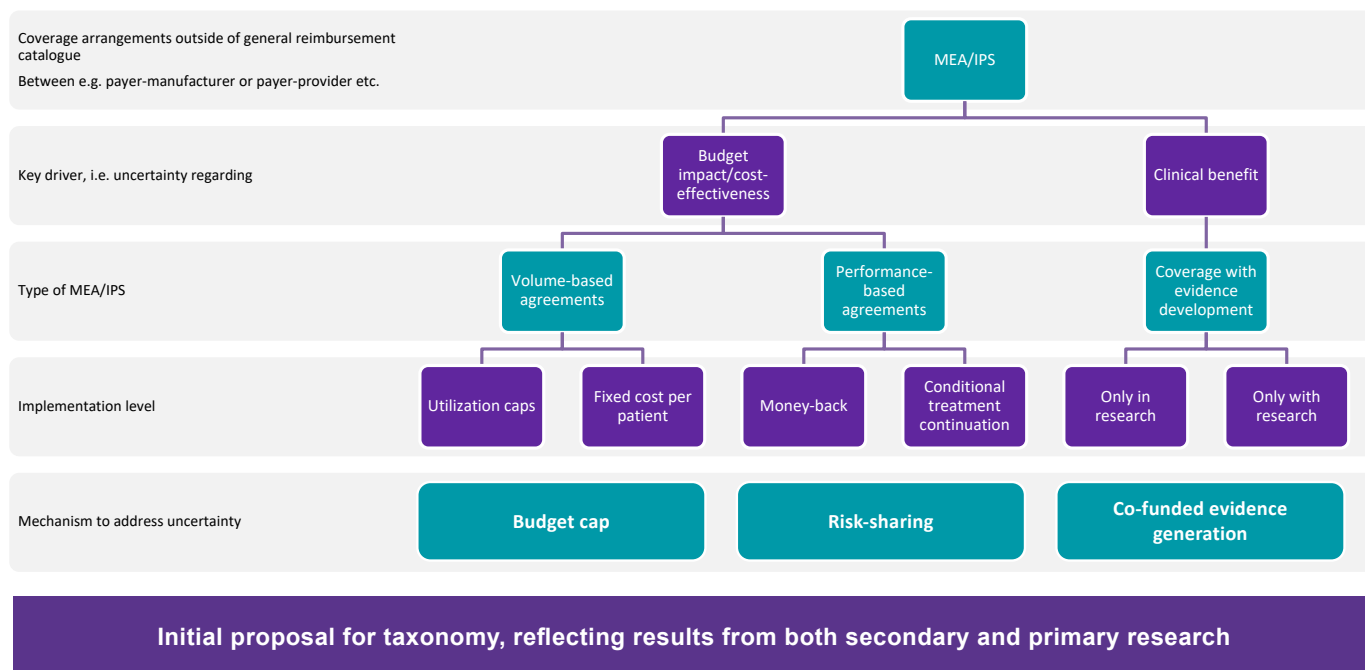 Coverage arrangements outside of general reimbursement
catalogue
Between e.g. payer-manufacturer or payer-provider etc.
MEA/IPS
Key driver, i.e. uncertainty regarding
Budget
impact/cost-
effectiveness
Clinical benefit
Type of MEA/IPS
Volume-based
agreements
Performance-
based
agreements
Coverage with
evidence
development
Implementation level
Utilization caps
Fixed cost per
patient
Money-back
Conditional
treatment
continuation
Only in
research
Only with
research
Mechanism to address uncertainty
Budget cap
Risk-sharing
Co-funded evidence
generation
Initial proposal for taxonomy, reflecting results from both secondary and primary research